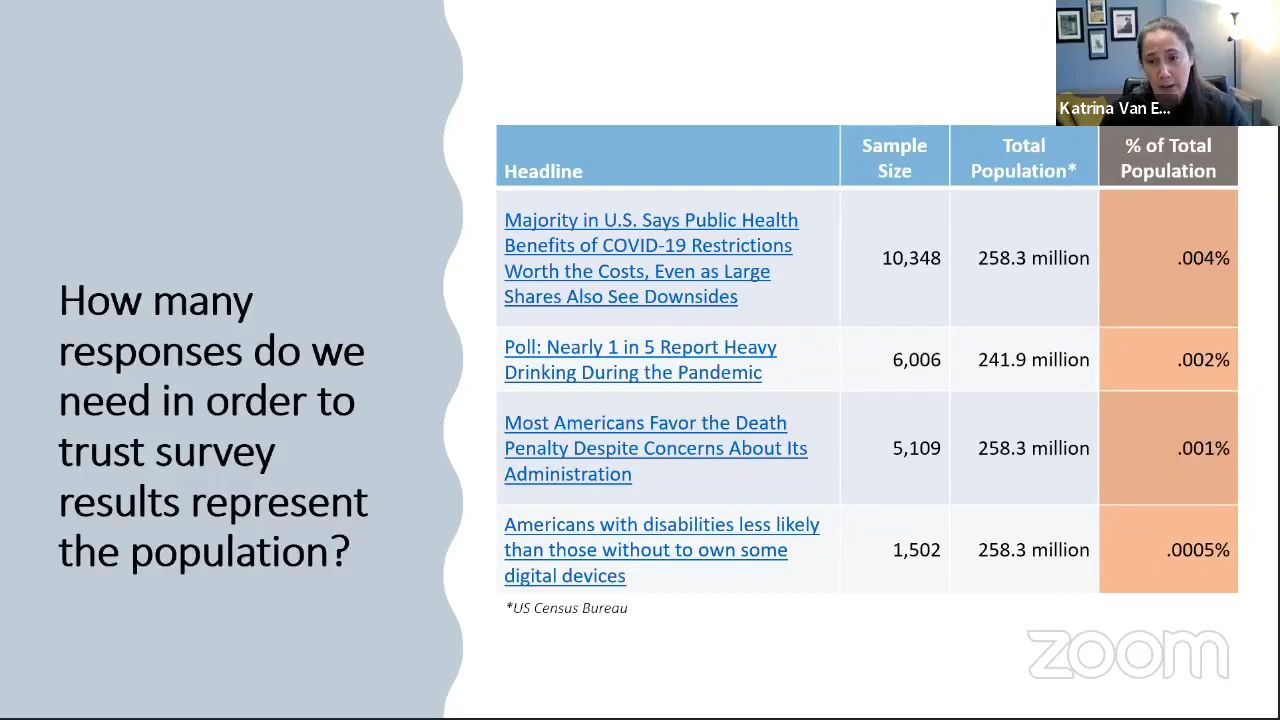 Katrina Van E...
How many
responses do we
need in order to
trust survey
results represent
the population?
Headline
Sample
Size
Total
Population*
% of Total
Population
Majority in U.S. Says Public Health
Benefits of COVID-19 Restrictions
Worth the Costs, Even as Large
Shares Also See Downsides
10,348
258.3 million
.004%
Poll: Nearly 1 in 5 Report Heavy
Drinking During the Pandemic
6,006
241.9 million
.002%
Most Americans Favor the Death
Penalty Despite Concerns About Its
Administration
5,109
258.3 million
.001%
Americans with disabilities less likely
than those without to own some
digital devices
1,502
258.3 million
.0005%
*US Census Bureau
zoom